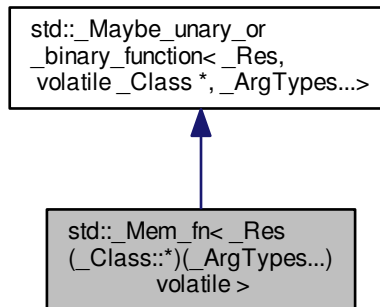 std::_Maybe_unary_or
_binary_function< _Res,
volatile _Class *, _ArgTypes...>
std::_Mem_fn< _Res
(_Class::*)(_ArgTypes...)
volatile >